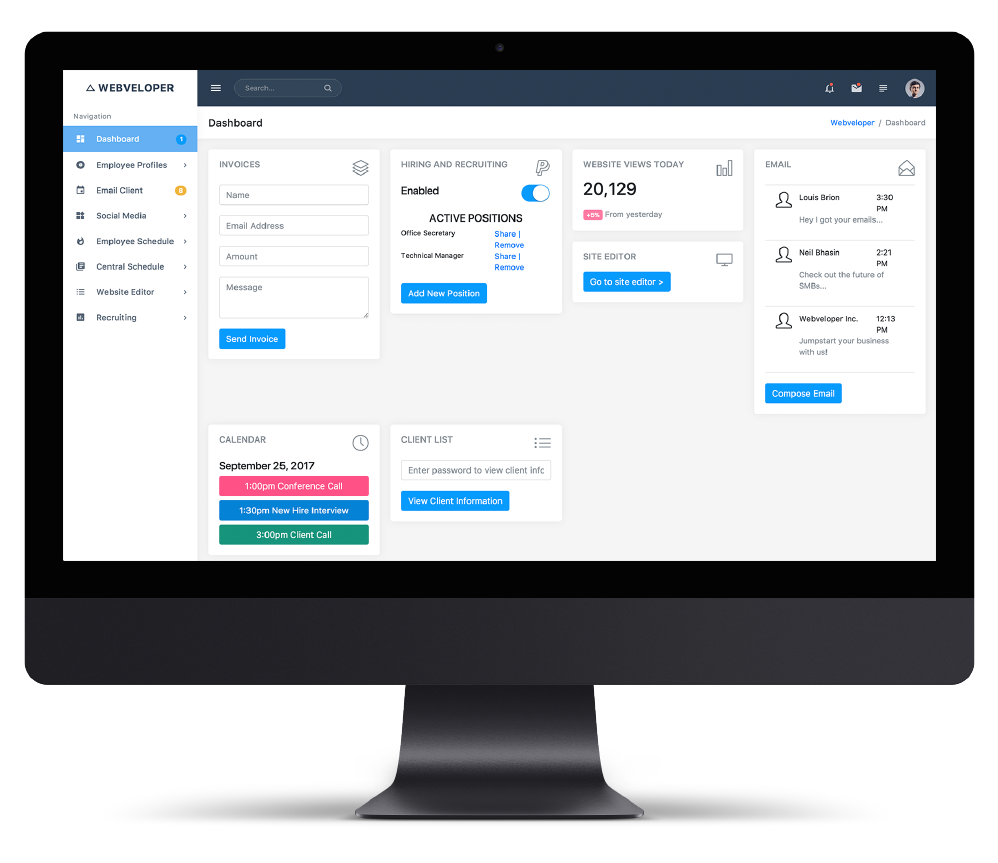 WEBVELOPER
Search...
Navigation
Dashboard 1
Employee Profiles
Email Client 8
Social Media
Employee Schedule
Central Schedule
Website Editor
Recruiting
Dashboard
Webveloper / Dashboard
INVOICES
Name
Email Address
Amount
Message
Send Invoice
HIRING AND RECRUITING
Enabled
ACTIVE POSITIONS
Office Secretary Share |
Remove
Technical Manager Share |
Remove
Add New Position
WEBSITE VIEWS TODAY
20,129
+5% From yesterday
SITE EDITOR
Go to site editor >
EMAIL
Louis Brion 3:30
PM
Hey I got your emails...
Neil Bhasin 2:21
PM
Check out the future of
SMBs...
Webveloper Inc. 12:13
PM
Jumpstart your business
with us!
Compose Email
CALENDAR
September 25, 2017
1:00pm Conference Call
1:30pm New Hire Interview
3:00pm Client Call
CLIENT LIST
Enter password to view client info
View Client Information